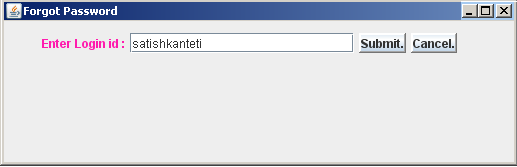 Forgot Password
Enter Login id : satishkanteti Submit. Cancel.